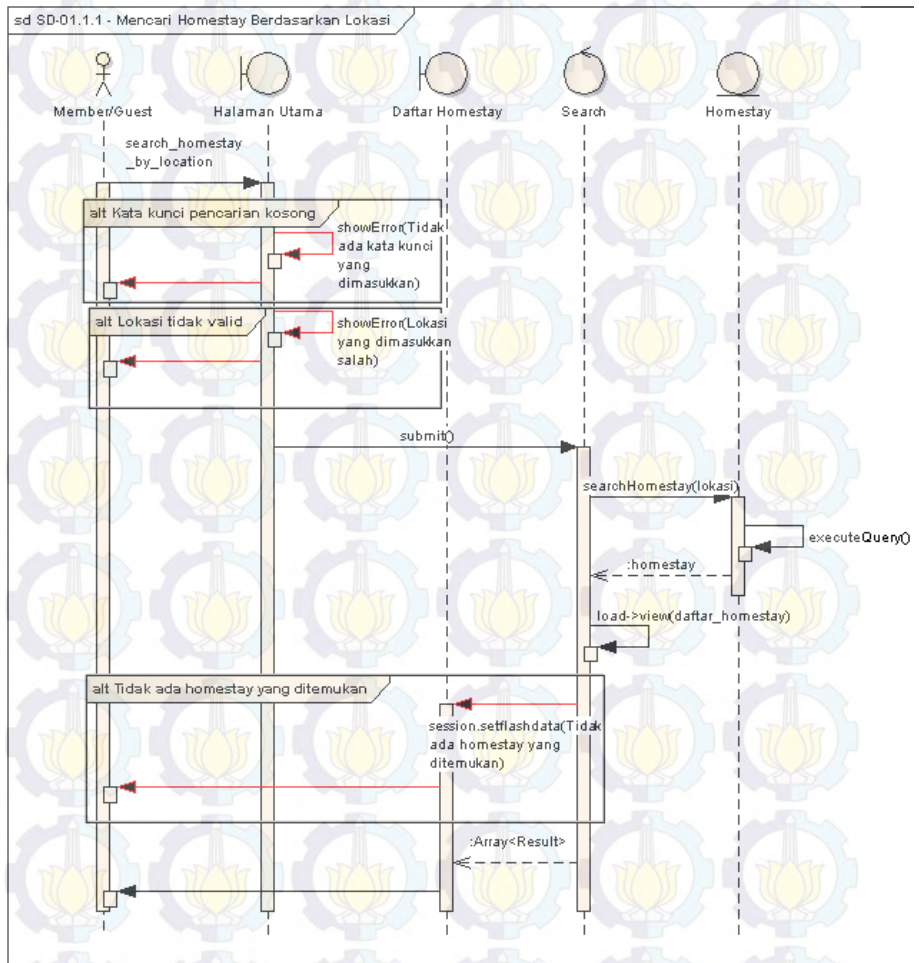 sd SD-01.1.1 - Mencari Homestay Berdasarkan Lokasi
Member/Guest
Halaman Utama
Daftar Homestay
Search
Homestay
search_homestay
_by_location
alt Kata kunci pencarian kosong
showError(Tidak
ada kata kunci
yang
dimasukkan)
alt Lokasi tidak valid
showError(Lokasi
yang dimasukkan
salah)
submit()
searchHomestay(lokasi)
executeQuery()
:homestay
load->view(daftar_homestay)
alt Tidak ada homestay yang ditemukan
session.setflashdata(Tidak
ada homestay yang
ditemukan)
:Array<Result>